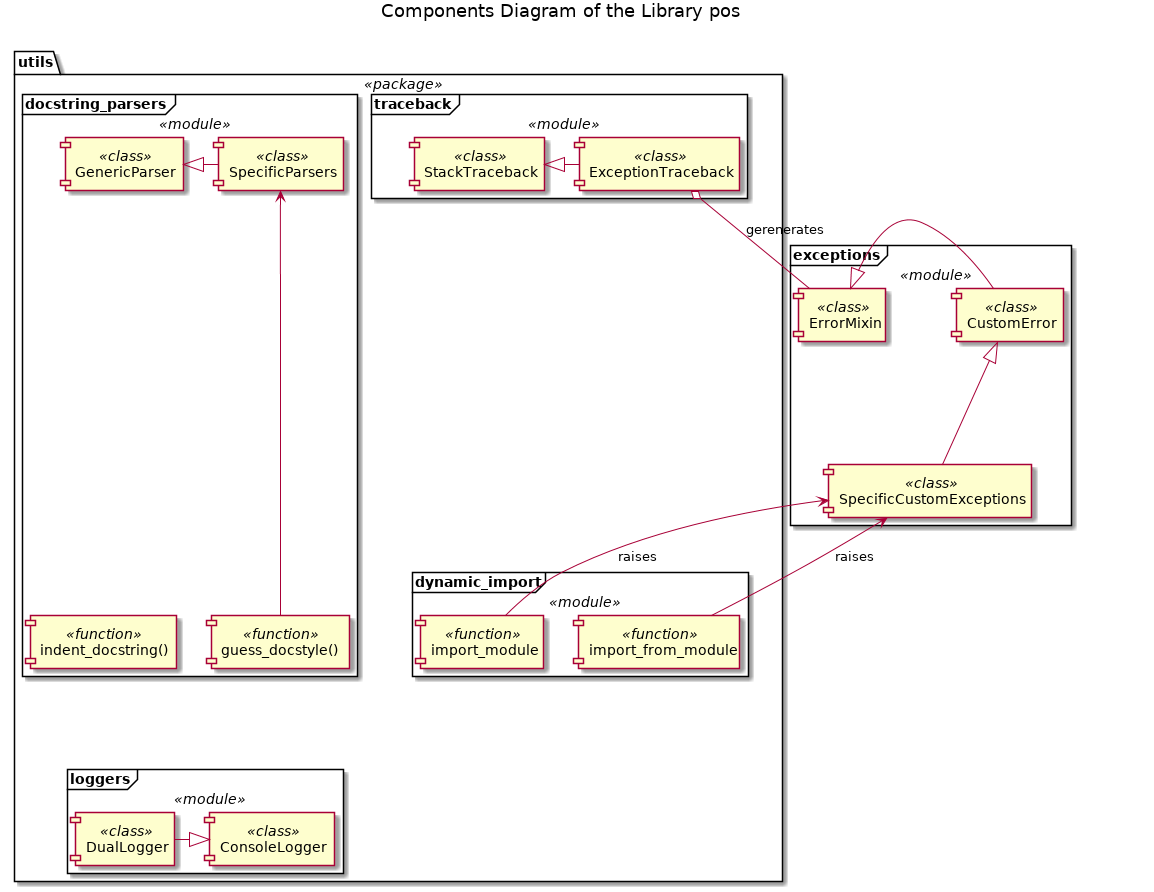 Components Diagram of the Library pos
utils
«package»
docstring_parsers
«module»
«class»
GenericParser
«class»
SpecificParsers
traceback
«module»
«class»
StackTraceback
«class»
ExceptionTraceback
gerenerates
exceptions
«module»
«class»
ErrorMixin
«class»
CustomError
«class»
SpecificCustomExceptions
raises
raises
dynamic_import
«module»
«function»
import_module
«function»
import_from_module
«function»
indent_docstring()
«function»
guess_docstyle()
loggers
«module»
«class»
DualLogger
«class»
ConsoleLogger